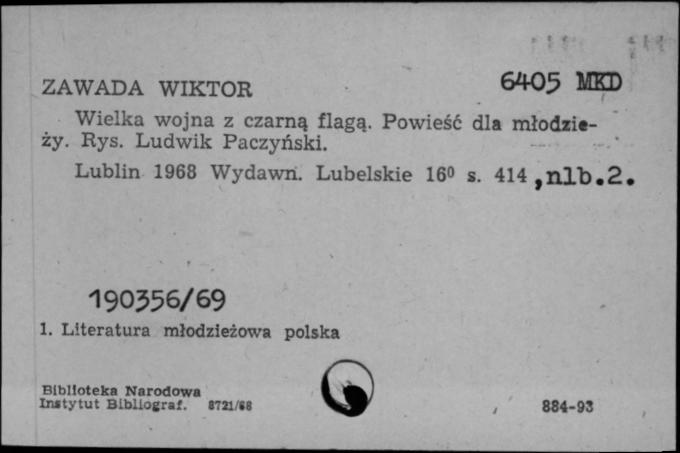 ZAWADA WIKTOR 6405 MKD
Wielka wojna z czarną flagą. Powieść dla młodzie-
ży. Rys. Ludwik Paczyński.
Lublin 1968 Wydawn. Lubelskie 16⁰ s. 414, nlb.2.
190356/69
1. Literatura młodzieżowa polska
Biblioteka Narodowa
Instytut Bibliograf. 8721/68
884-93